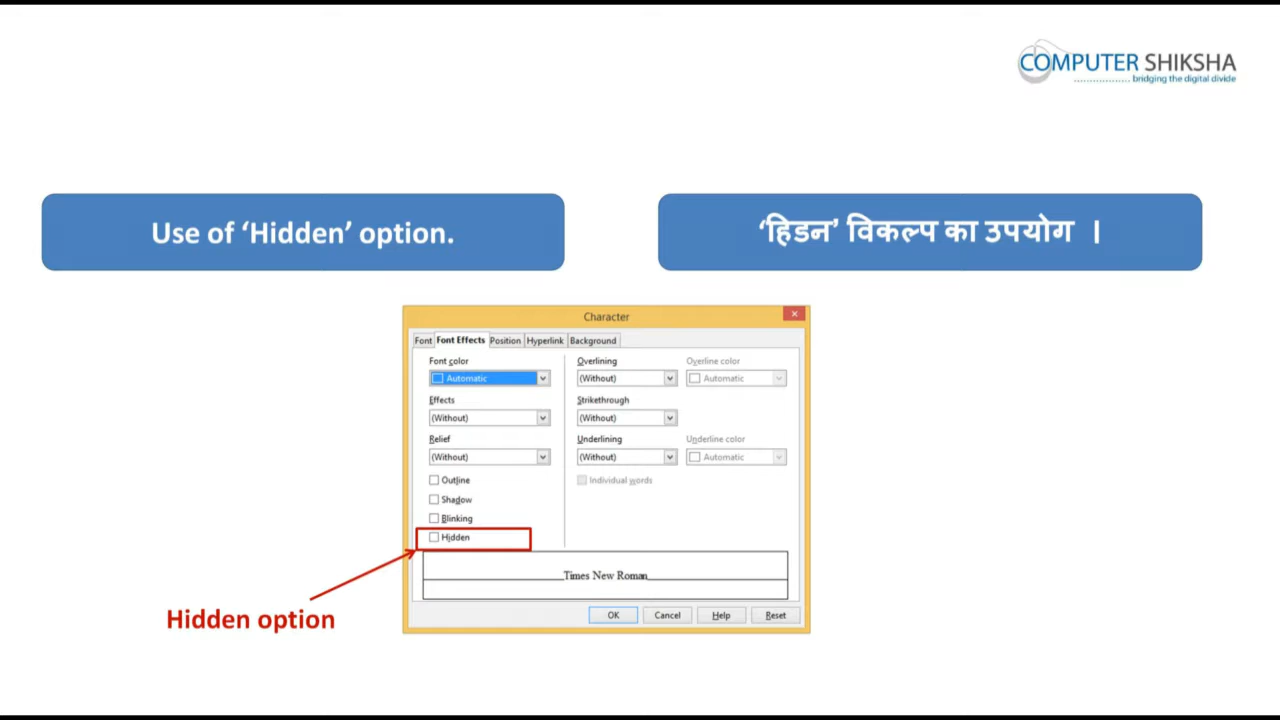 COMPUTER SHIKSHA
bridging the digital divide
Use of ‘Hidden’ option.
‘हिडन’ विकल्प का उपयोग ।
Character
Font Font Effects Position Hyperlink Background
Font color
Automatic
Effects
(Without)
Relief
(Without)
Outline
Shadow
Blinking
Hidden
Overlining
(Without)
Overline color
Automatic
Strikethrough
(Without)
Underlining
(Without)
Underline color
Automatic
Individual words
Times New Roman
OK Cancel Help Reset
Hidden option